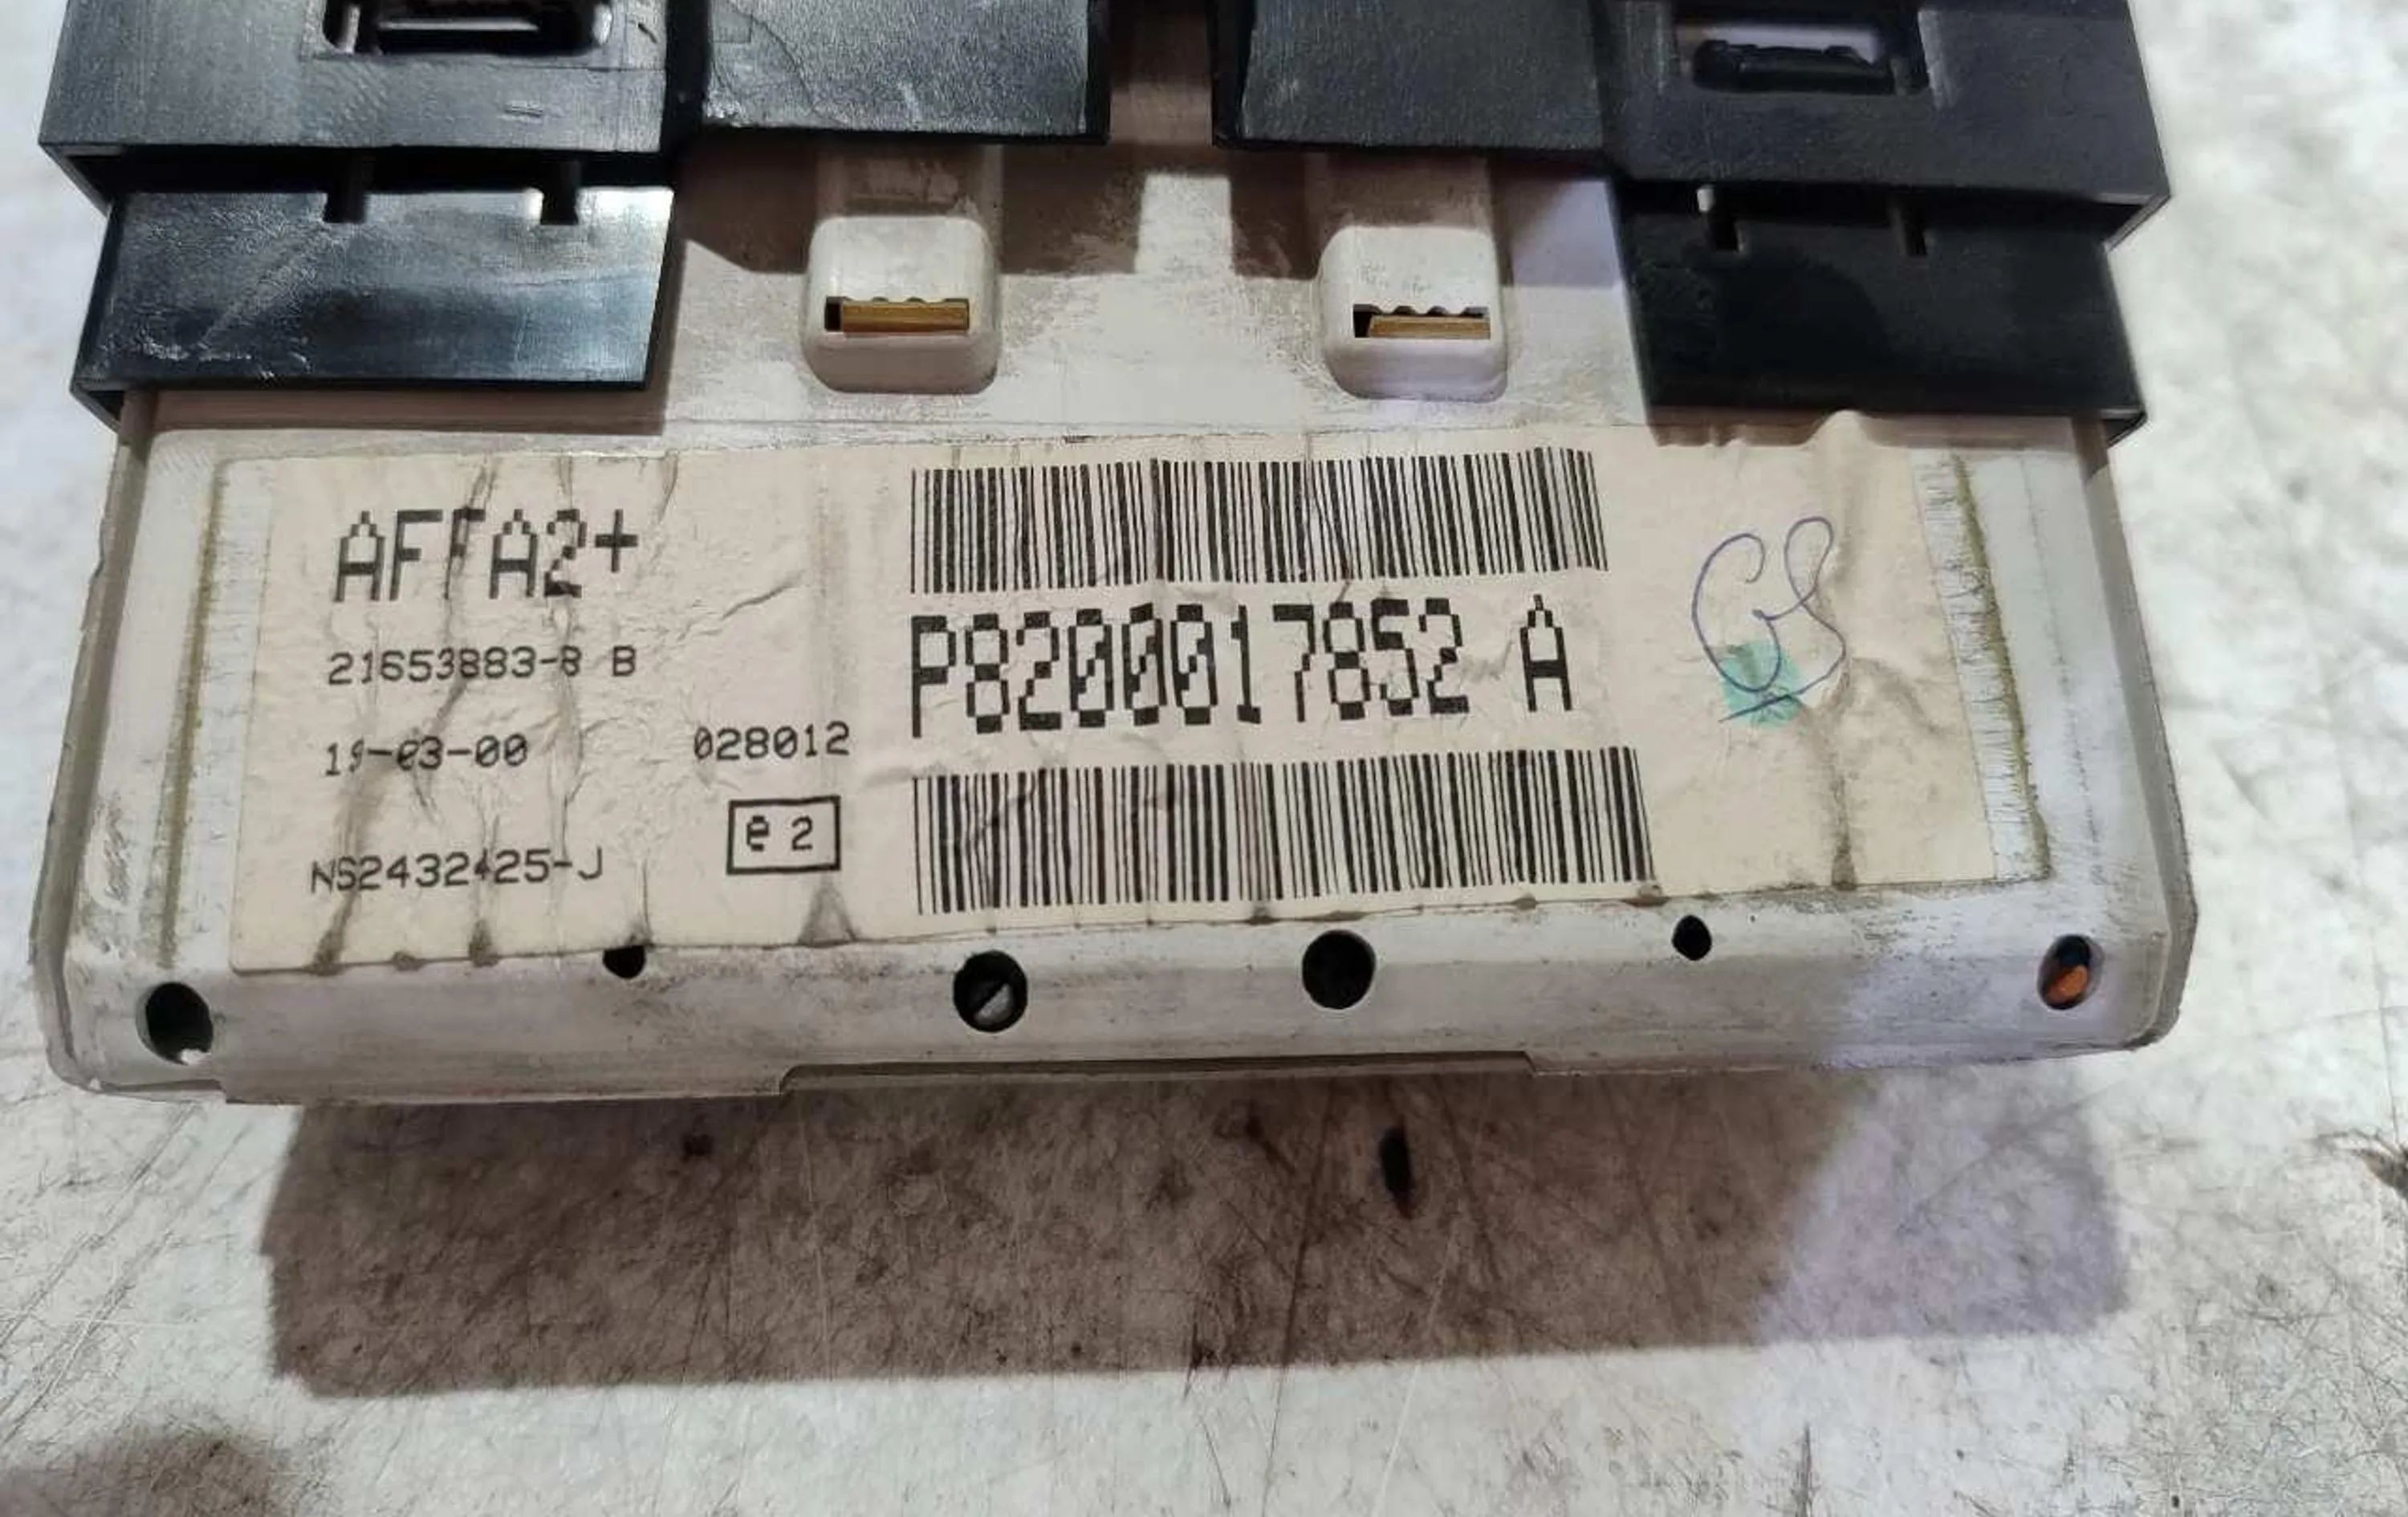 AFFA2+
21653883-8 B
19-03-00
028012
NS2432425-J
e 2
P8200017852 A